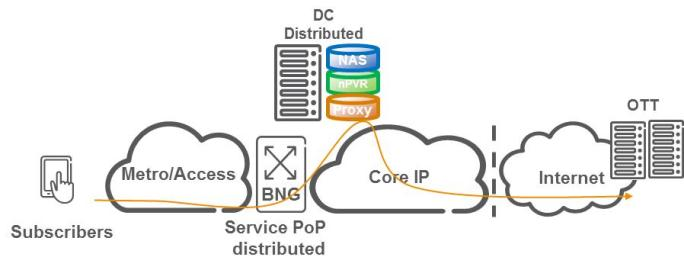 DC
Distributed
NAS
nPVR
Proxy
OTT
Metro/Access
BNG
Core IP
Internet
Subscribers
Service PoP
distributed